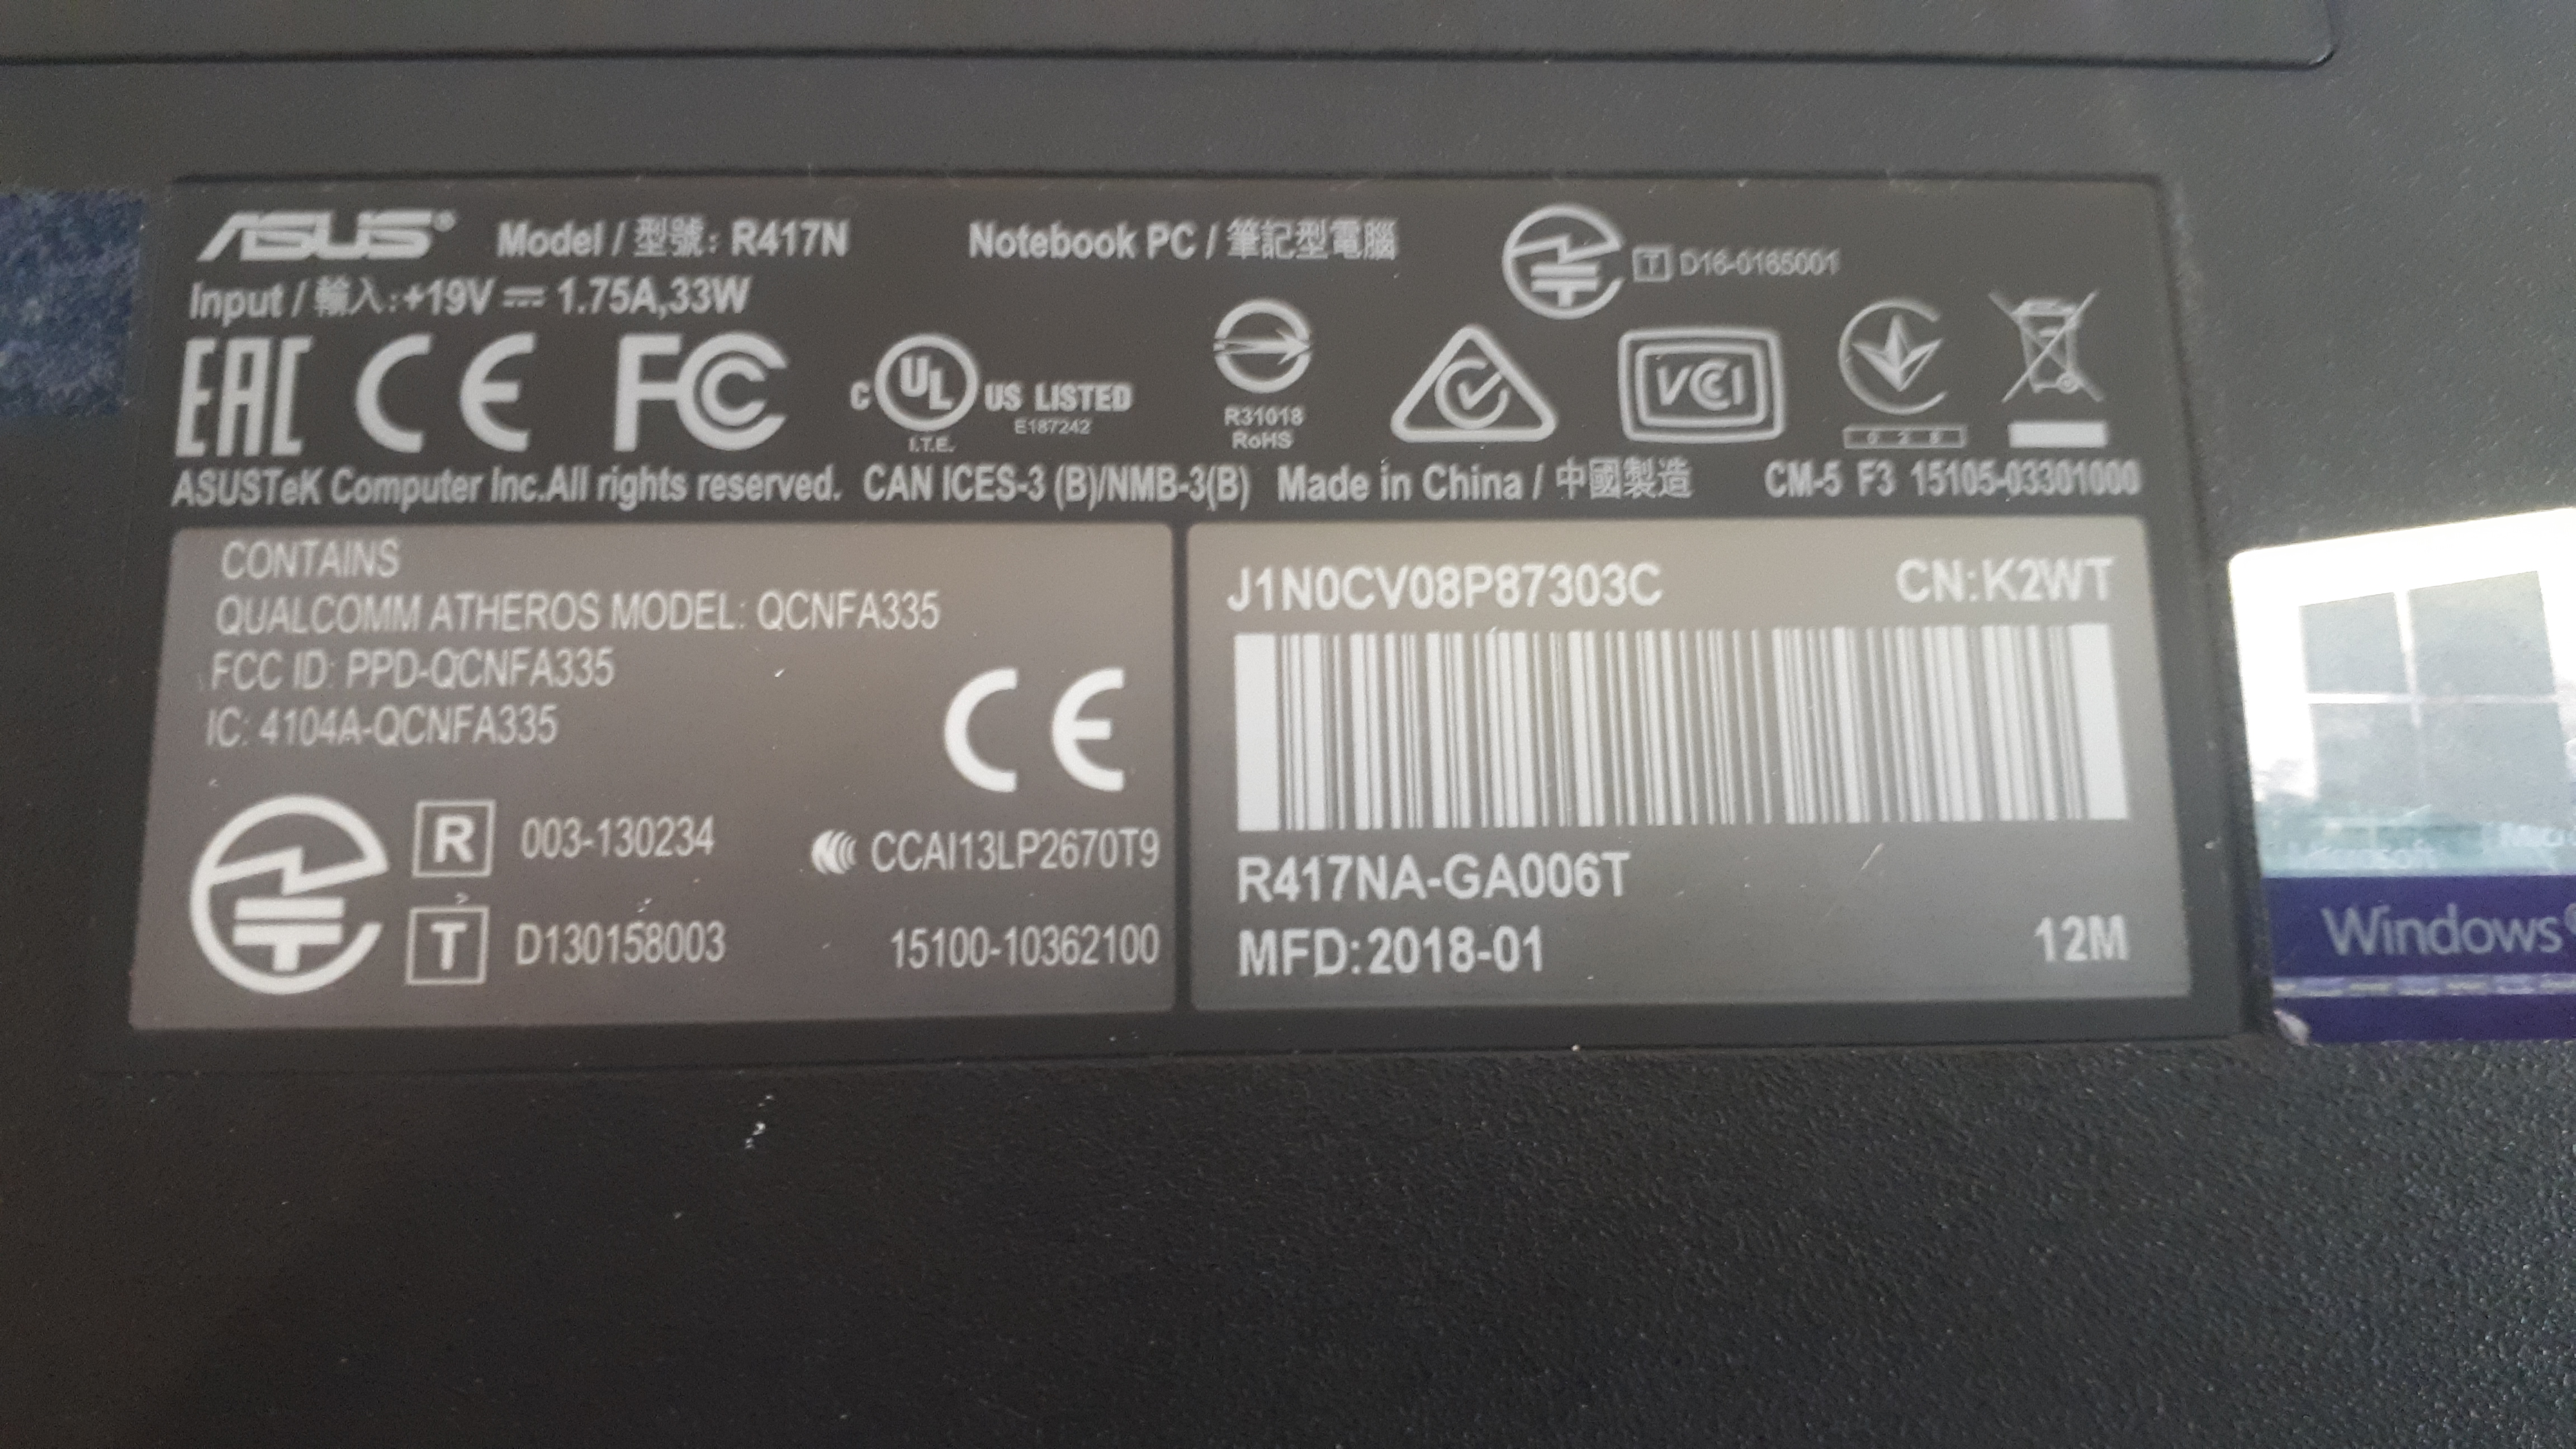 ASUS® Model / 型號: R417N Notebook PC / 筆記型電腦
T D16-0165001
Input / 輸入:+19V ⎓ 1.75A,33W
EAC CE FC C UL US LISTED
I.T.E. E187242
R31018
RoHS
VCI
0 2 8
ASUSTeK Computer Inc.All rights reserved. CAN ICES-3 (B)/NMB-3(B) Made in China / 中國製造 CM-5 F3 15105-03301000
CONTAINS
QUALCOMM ATHEROS MODEL: QCNFA335
FCC ID: PPD-QCNFA335
IC: 4104A-QCNFA335
CE
R 003-130234
CCAI13LP2670T9
T D130158003
15100-10362100
J1N0CV08P87303C CN:K2WT
R417NA-GA006T
MFD:2018-01 12M
Microsoft
Windows